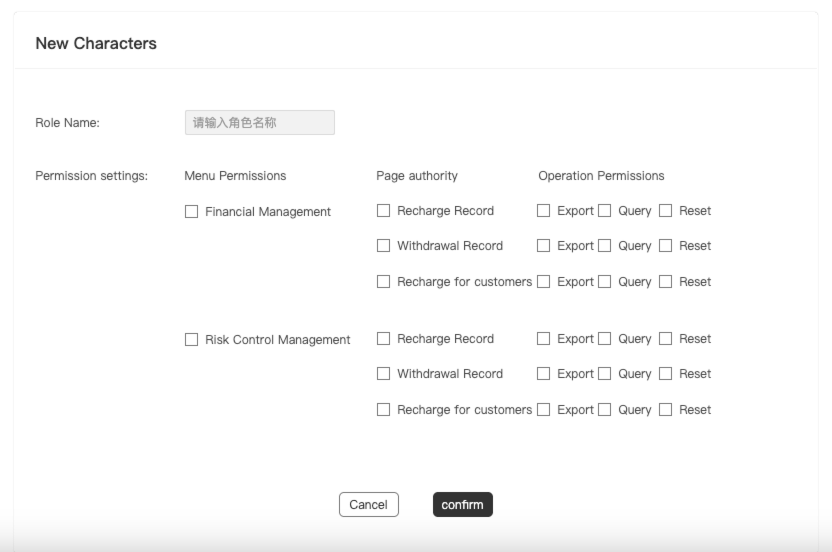 New Characters
Role Name: 请输入角色名称
Permission settings: Menu Permissions Page authority Operation Permissions
Financial Management Recharge Record Export Query Reset
Withdrawal Record Export Query Reset
Recharge for customers Export Query Reset
Risk Control Management Recharge Record Export Query Reset
Withdrawal Record Export Query Reset
Recharge for customers Export Query Reset
Cancel confirm